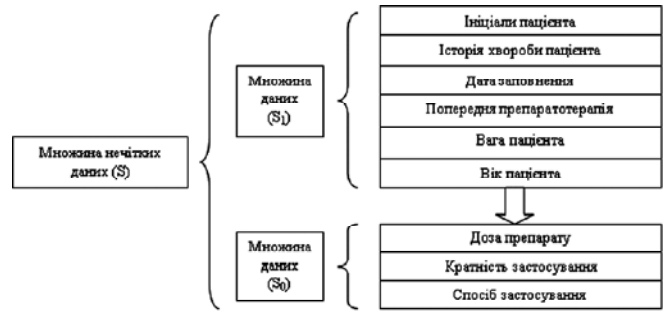 Множина нечітких
даних (S)
Множина
даних
(S₁)
Ініціали пацієнта
Історія хвороби пацієнта
Дата заповнення
Попередня препаратотерапія
Вага пацієнта
Вік пацієнта
Множина
даних
(S₀)
Доза препарату
Кратність застосування
Спосіб застосування